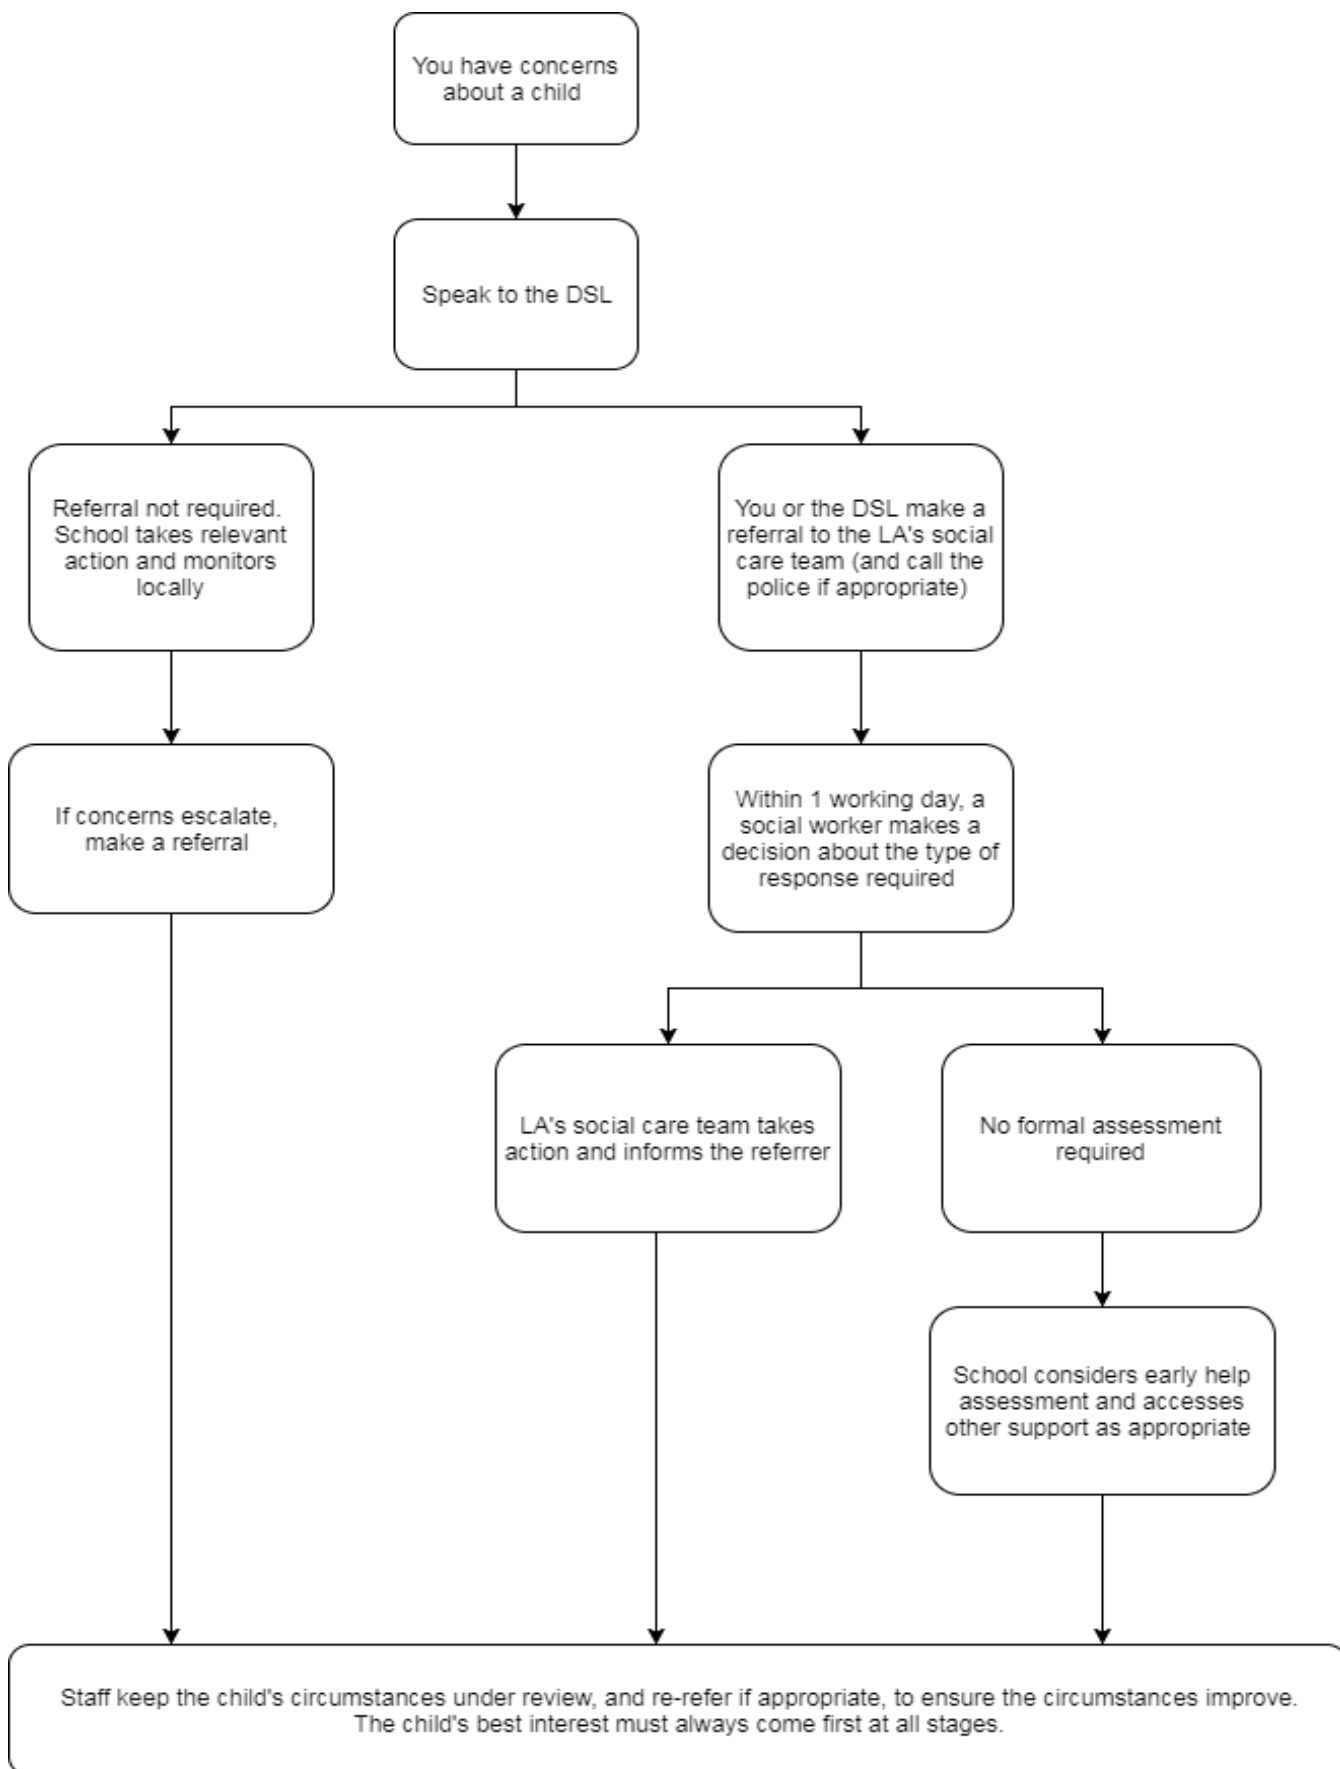 You have concerns
about a child
Speak to the DSL
Referral not required.
School takes relevant
action and monitors
locally
You or the DSL make a
referral to the LA's social
care team (and call the
police if appropriate)
If concerns escalate,
make a referral
Within 1 working day, a
social worker makes a
decision about the type of
response required
LA's social care team takes
action and informs the referrer
No formal assessment
required
School considers early help
assessment and accesses
other support as appropriate
Staff keep the child's circumstances under review, and re-refer if appropriate, to ensure the circumstances improve.
The child's best interest must always come first at all stages.